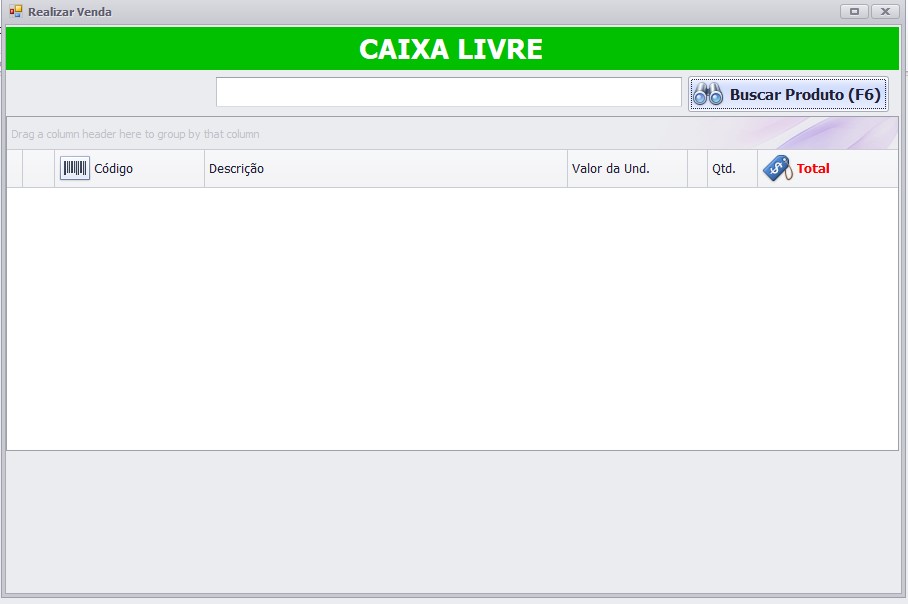 Realizar Venda
CAIXA LIVRE
Buscar Produto (F6)
Drag a column header here to group by that column
Código Descrição Valor da Und. Qtd. Total